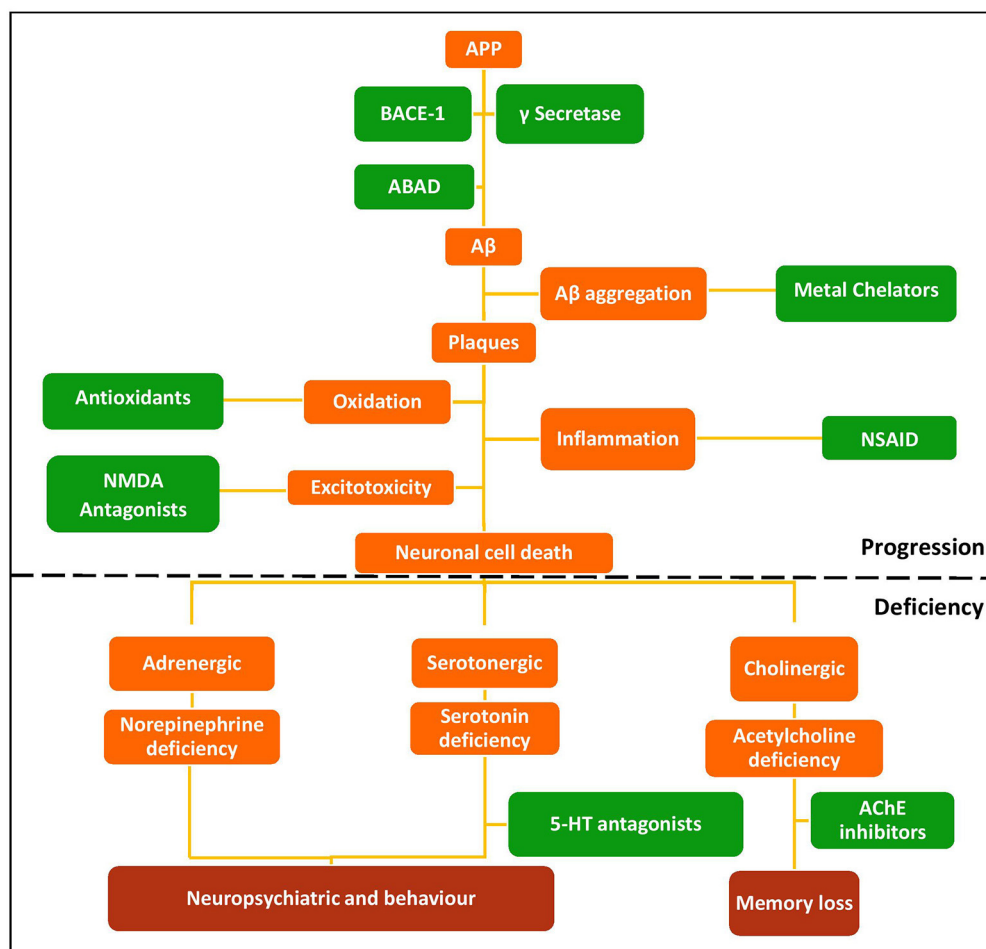 APP
BACE-1
γ Secretase
ABAD
Aβ
Aβ aggregation
Metal Chelators
Plaques
Antioxidants
Oxidation
Inflammation
NSAID
NMDA
Antagonists
Excitotoxicity
Neuronal cell death
Progression
Deficiency
Adrenergic
Serotonergic
Cholinergic
Norepinephrine
deficiency
Serotonin
deficiency
Acetylcholine
deficiency
5-HT antagonists
AChE
inhibitors
Neuropsychiatric and behaviour
Memory loss